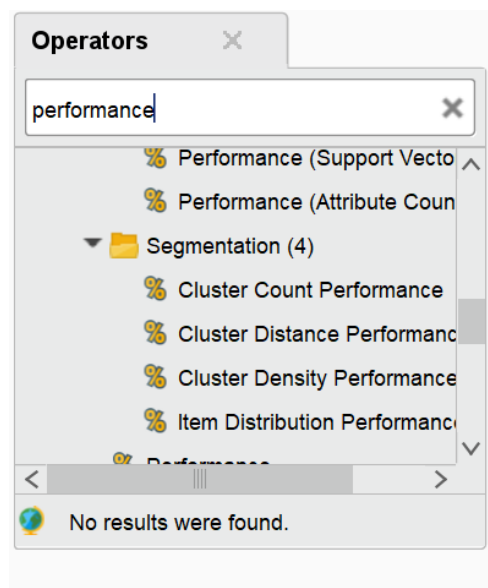 Operators
performance
Performance (Support Vecto
Performance (Attribute Coun
Segmentation (4)
Cluster Count Performance
Cluster Distance Performanc
Cluster Density Performance
Item Distribution Performanc
Performance
No results were found.